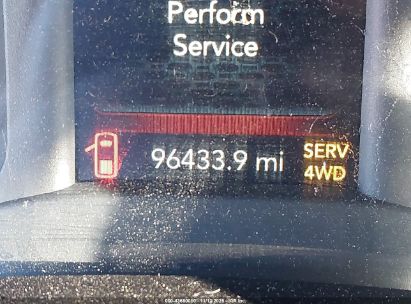 Perform
Service
96433.9 mi
SERV
4WD